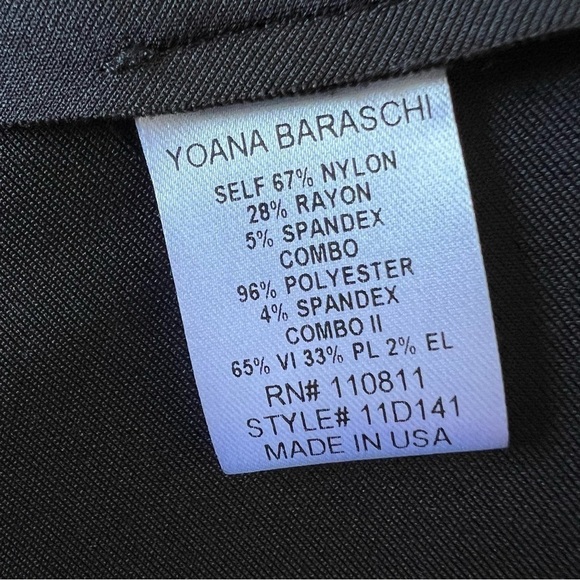 YOANA BARASCHI
SELF 67% NYLON
28% RAYON
5% SPANDEX
COMBO
96% POLYESTER
4% SPANDEX
COMBO II
65% VI 33% PL 2% EL
RN# 110811
STYLE# 11D141
MADE IN USA